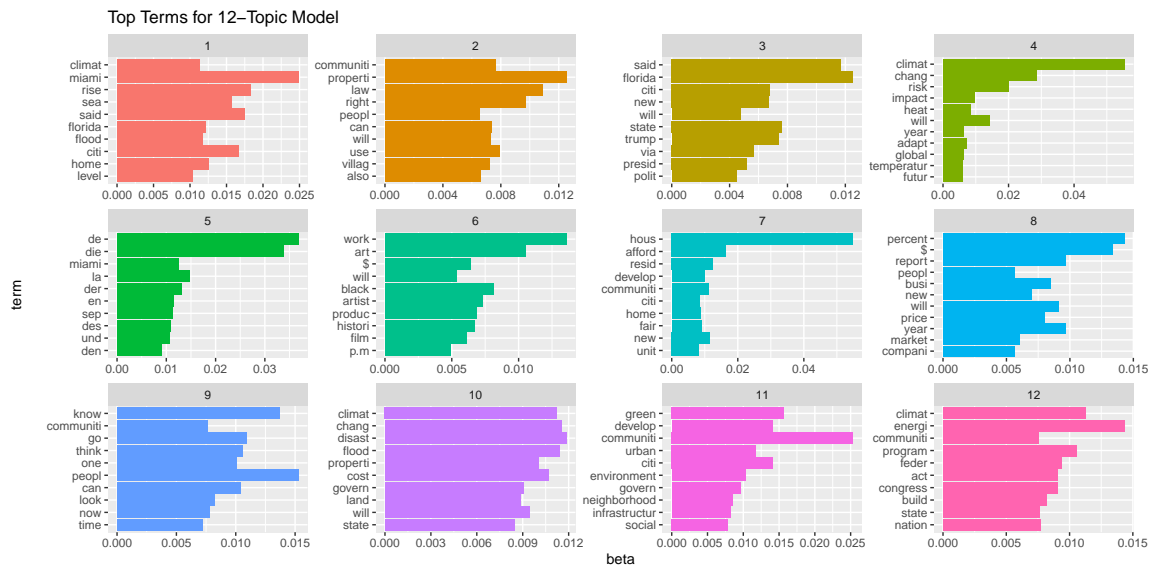 Top Terms for 12−Topic Model
term
1
climat
miami
rise
sea
said
florida
flood
citi
home
level
0.000 0.005 0.010 0.015 0.020 0.025
2
communiti
properti
law
right
peopl
can
will
use
villag
also
0.000 0.004 0.008 0.012
3
said
florida
citi
new
will
state
trump
via
presid
polit
0.000 0.004 0.008 0.012
4
climat
chang
risk
impact
heat
will
year
adapt
global
temperatur
futur
0.00 0.02 0.04
5
de
die
miami
la
der
en
sep
des
und
den
0.00 0.01 0.02 0.03
6
work
art
$
will
black
artist
produc
histori
film
p.m
0.000 0.005 0.010
7
hous
afford
resid
develop
communiti
citi
home
fair
new
unit
0.00 0.02 0.04
8
percent
$
report
peopl
busi
new
will
price
year
market
compani
0.000 0.005 0.010 0.015
9
know
communiti
go
think
one
peopl
can
look
now
time
0.000 0.005 0.010 0.015
10
climat
chang
disast
flood
properti
cost
govern
land
will
state
0.000 0.003 0.006 0.009 0.012
11
green
develop
communiti
urban
citi
environment
govern
neighborhood
infrastructur
social
0.000 0.005 0.010 0.015 0.020 0.025
12
climat
energi
communiti
program
feder
act
congress
build
state
nation
0.000 0.005 0.010 0.015
beta